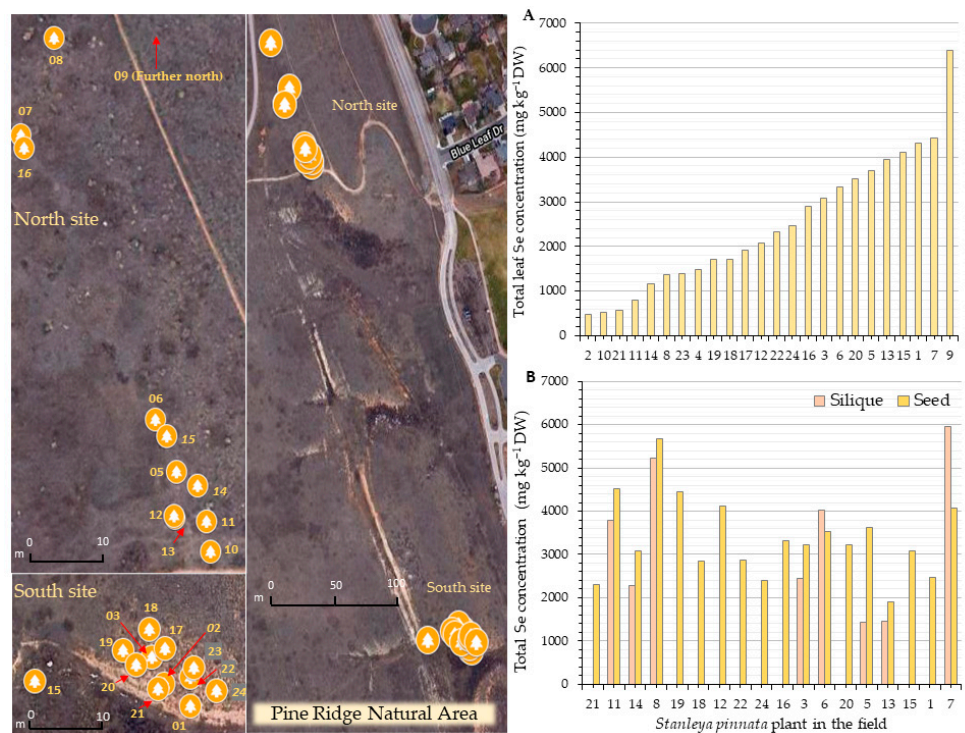 08
09 (Further north)
07
16
North site
06
15
05
14
12
11
13
10
0 10
m
South site
18
03
02
17
19
23
22
20
24
21
15
01
0 10
m
North site
Blue Leaf Dr
0 50 100
m
South site
Pine Ridge Natural Area
A
Total leaf Se concentration (mg kg⁻¹ DW)
7000
6000
5000
4000
3000
2000
1000
0
2 10 21 11 14 8 23 4 19 18 17 12 22 24 16 3 6 20 5 13 15 1 7 9
B
Total Se concentration (mg kg⁻¹ DW)
Silique Seed
7000
6000
5000
4000
3000
2000
1000
0
21 11 14 8 19 18 12 22 24 16 3 6 20 5 13 15 1 7
Stanleya pinnata plant in the field